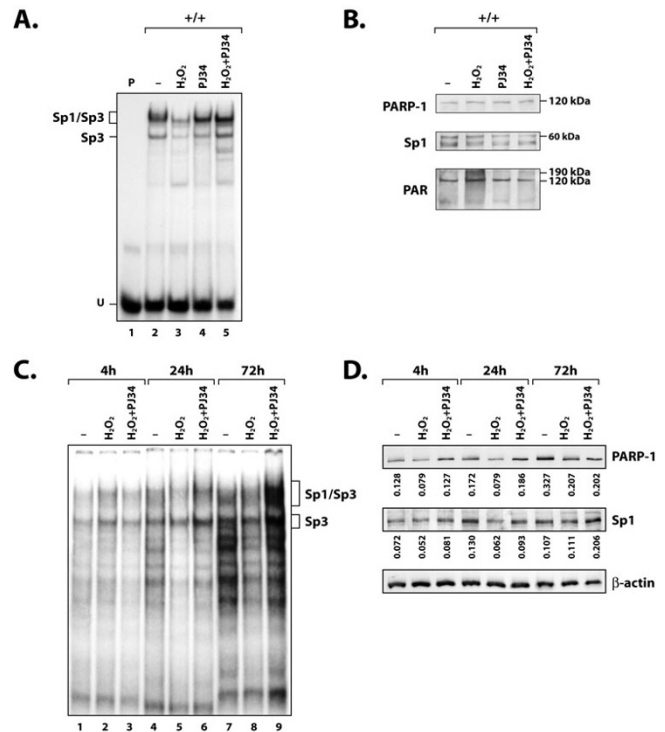 A.
+/+
P – H₂O₂ PJ34 H₂O₂+PJ34
Sp1/Sp3
Sp3
U
1 2 3 4 5
B.
+/+
– H₂O₂ PJ34 H₂O₂+PJ34
PARP-1 120 kDa
Sp1 60 kDa
PAR 190 kDa
120 kDa
C.
4h 24h 72h
– H₂O₂ H₂O₂+PJ34 – H₂O₂ H₂O₂+PJ34 – H₂O₂ H₂O₂+PJ34
Sp1/Sp3
Sp3
1 2 3 4 5 6 7 8 9
D.
4h 24h 72h
– H₂O₂ H₂O₂+PJ34 – H₂O₂ H₂O₂+PJ34 – H₂O₂ H₂O₂+PJ34
PARP-1
0.128 0.079 0.127 0.172 0.079 0.186 0.327 0.207 0.202
Sp1
0.072 0.052 0.081 0.130 0.062 0.093 0.107 0.111 0.206
β-actin